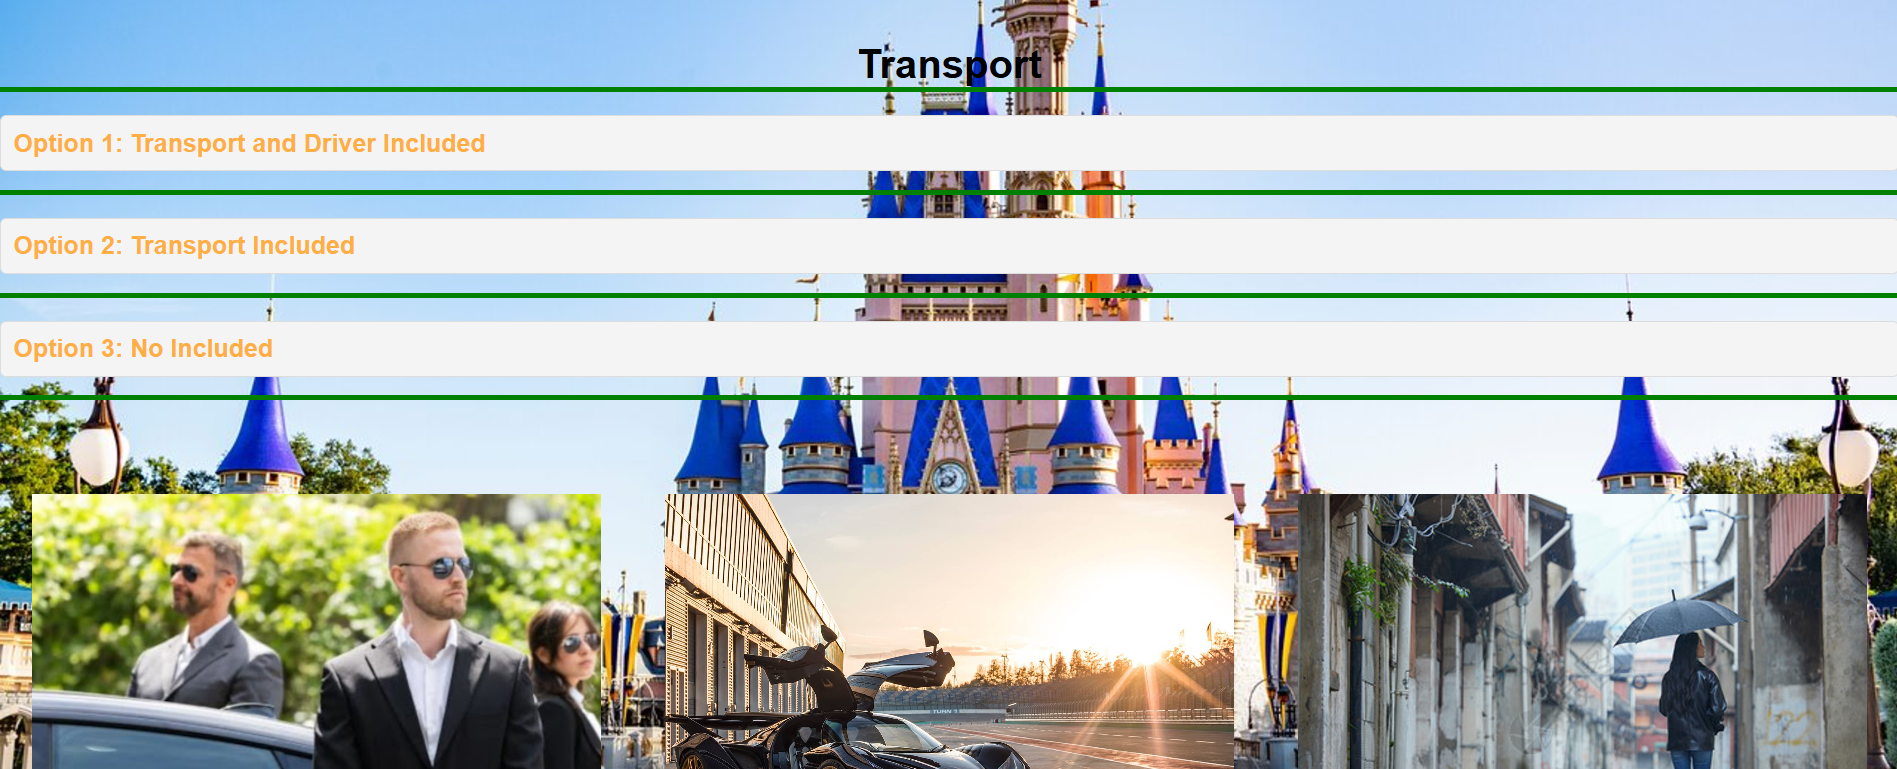 Transport
Option 1: Transport and Driver Included
Option 2: Transport Included
Option 3: No Included